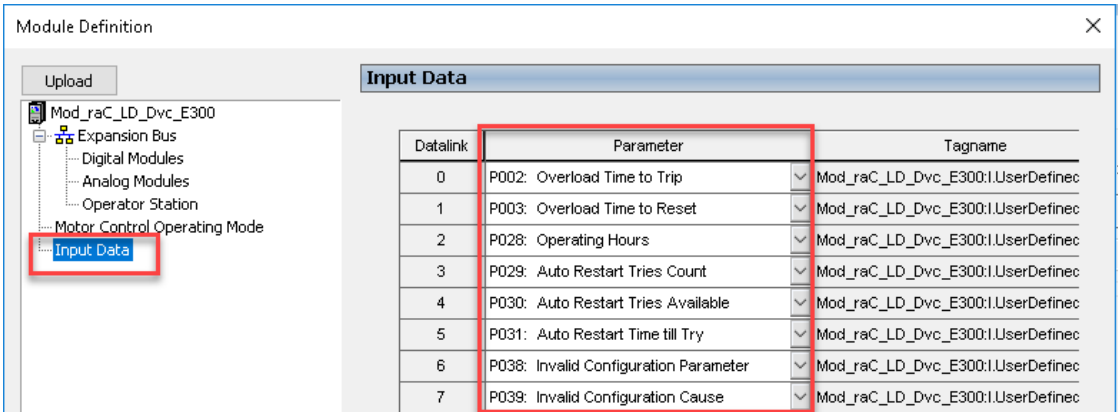 Module Definition
Upload
Mod_raC_LD_Dvc_E300
Expansion Bus
Digital Modules
Analog Modules
Operator Station
Motor Control Operating Mode
Input Data
Input Data
Datalink Parameter Tagname
0 P002: Overload Time to Trip Mod_raC_LD_Dvc_E300:I.UserDefinec
1 P003: Overload Time to Reset Mod_raC_LD_Dvc_E300:I.UserDefinec
2 P028: Operating Hours Mod_raC_LD_Dvc_E300:I.UserDefinec
3 P029: Auto Restart Tries Count Mod_raC_LD_Dvc_E300:I.UserDefinec
4 P030: Auto Restart Tries Available Mod_raC_LD_Dvc_E300:I.UserDefinec
5 P031: Auto Restart Time till Try Mod_raC_LD_Dvc_E300:I.UserDefinec
6 P038: Invalid Configuration Parameter Mod_raC_LD_Dvc_E300:I.UserDefinec
7 P039: Invalid Configuration Cause Mod_raC_LD_Dvc_E300:I.UserDefinec